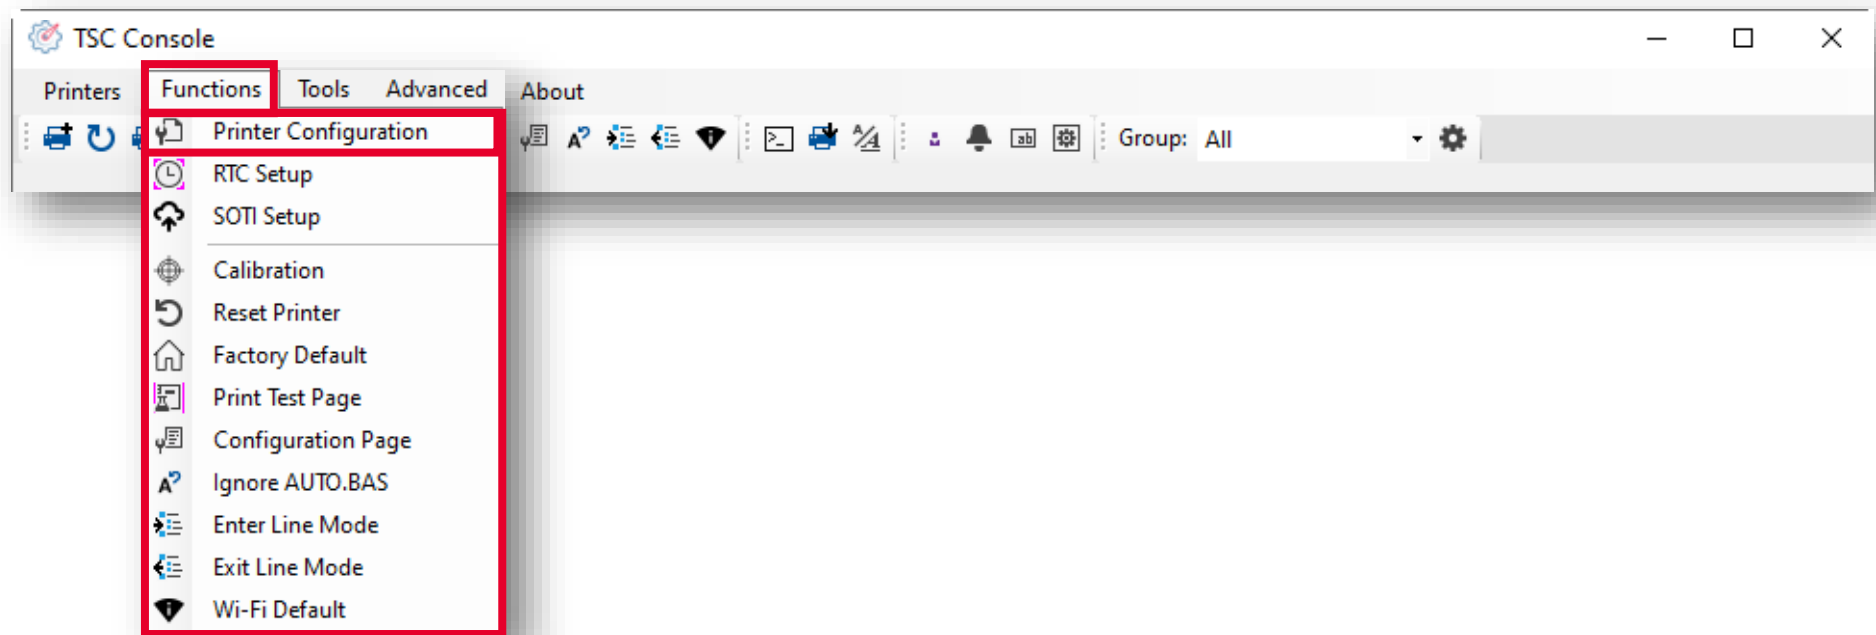 TSC Console
Printers Functions Tools Advanced About
Printer Configuration
Group: All
RTC Setup
SOTI Setup
Calibration
Reset Printer
Factory Default
Print Test Page
Configuration Page
Ignore AUTO.BAS
Enter Line Mode
Exit Line Mode
Wi-Fi Default